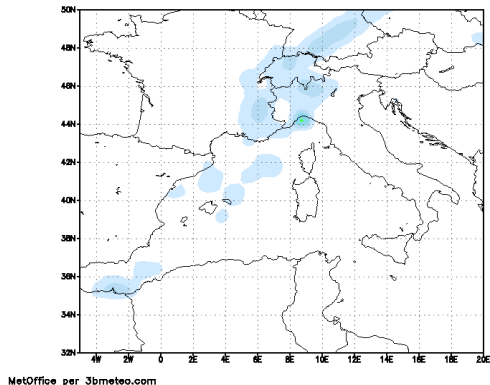 50N
48N
46N
44N
42N
40N
38N
36N
34N
32N
4W 2W 0 2E 4E 6E 8E 10E 12E 14E 16E 18E 20E
MetOffice per 3bmeteo.com